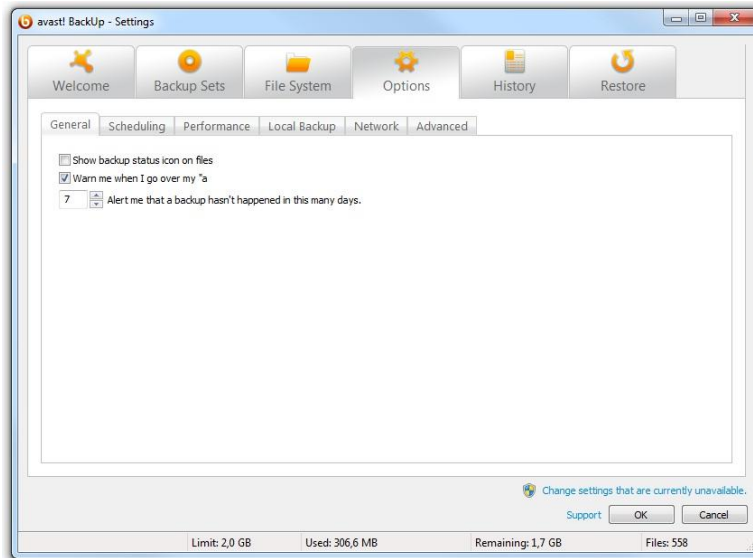 avast! BackUp - Settings
Welcome Backup Sets File System Options History Restore
General Scheduling Performance Local Backup Network Advanced
Show backup status icon on files
Warn me when I go over my "a
7 Alert me that a backup hasn't happened in this many days.
Change settings that are currently unavailable.
Support OK Cancel
Limit: 2,0 GB Used: 306,6 MB Remaining: 1,7 GB Files: 558